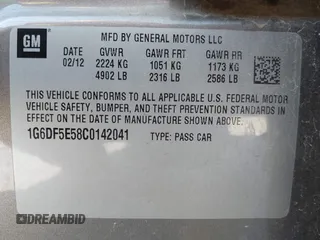 GM
MFD BY GENERAL MOTORS LLC
02/12 GVWR GAWR FRT GAWR RR
2224 KG 1051 KG 1173 KG
4902 LB 2316 LB 2586 LB
THIS VEHICLE CONFORMS TO ALL APPLICABLE U.S. FEDERAL MOTOR
VEHICLE SAFETY, BUMPER, AND THEFT PREVENTION STANDARDS
IN EFFECT ON THE DATE OF MANUFACTURE SHOWN ABOVE.
1G6DF5E58C0142041 TYPE: PASS CAR
DREAMBID